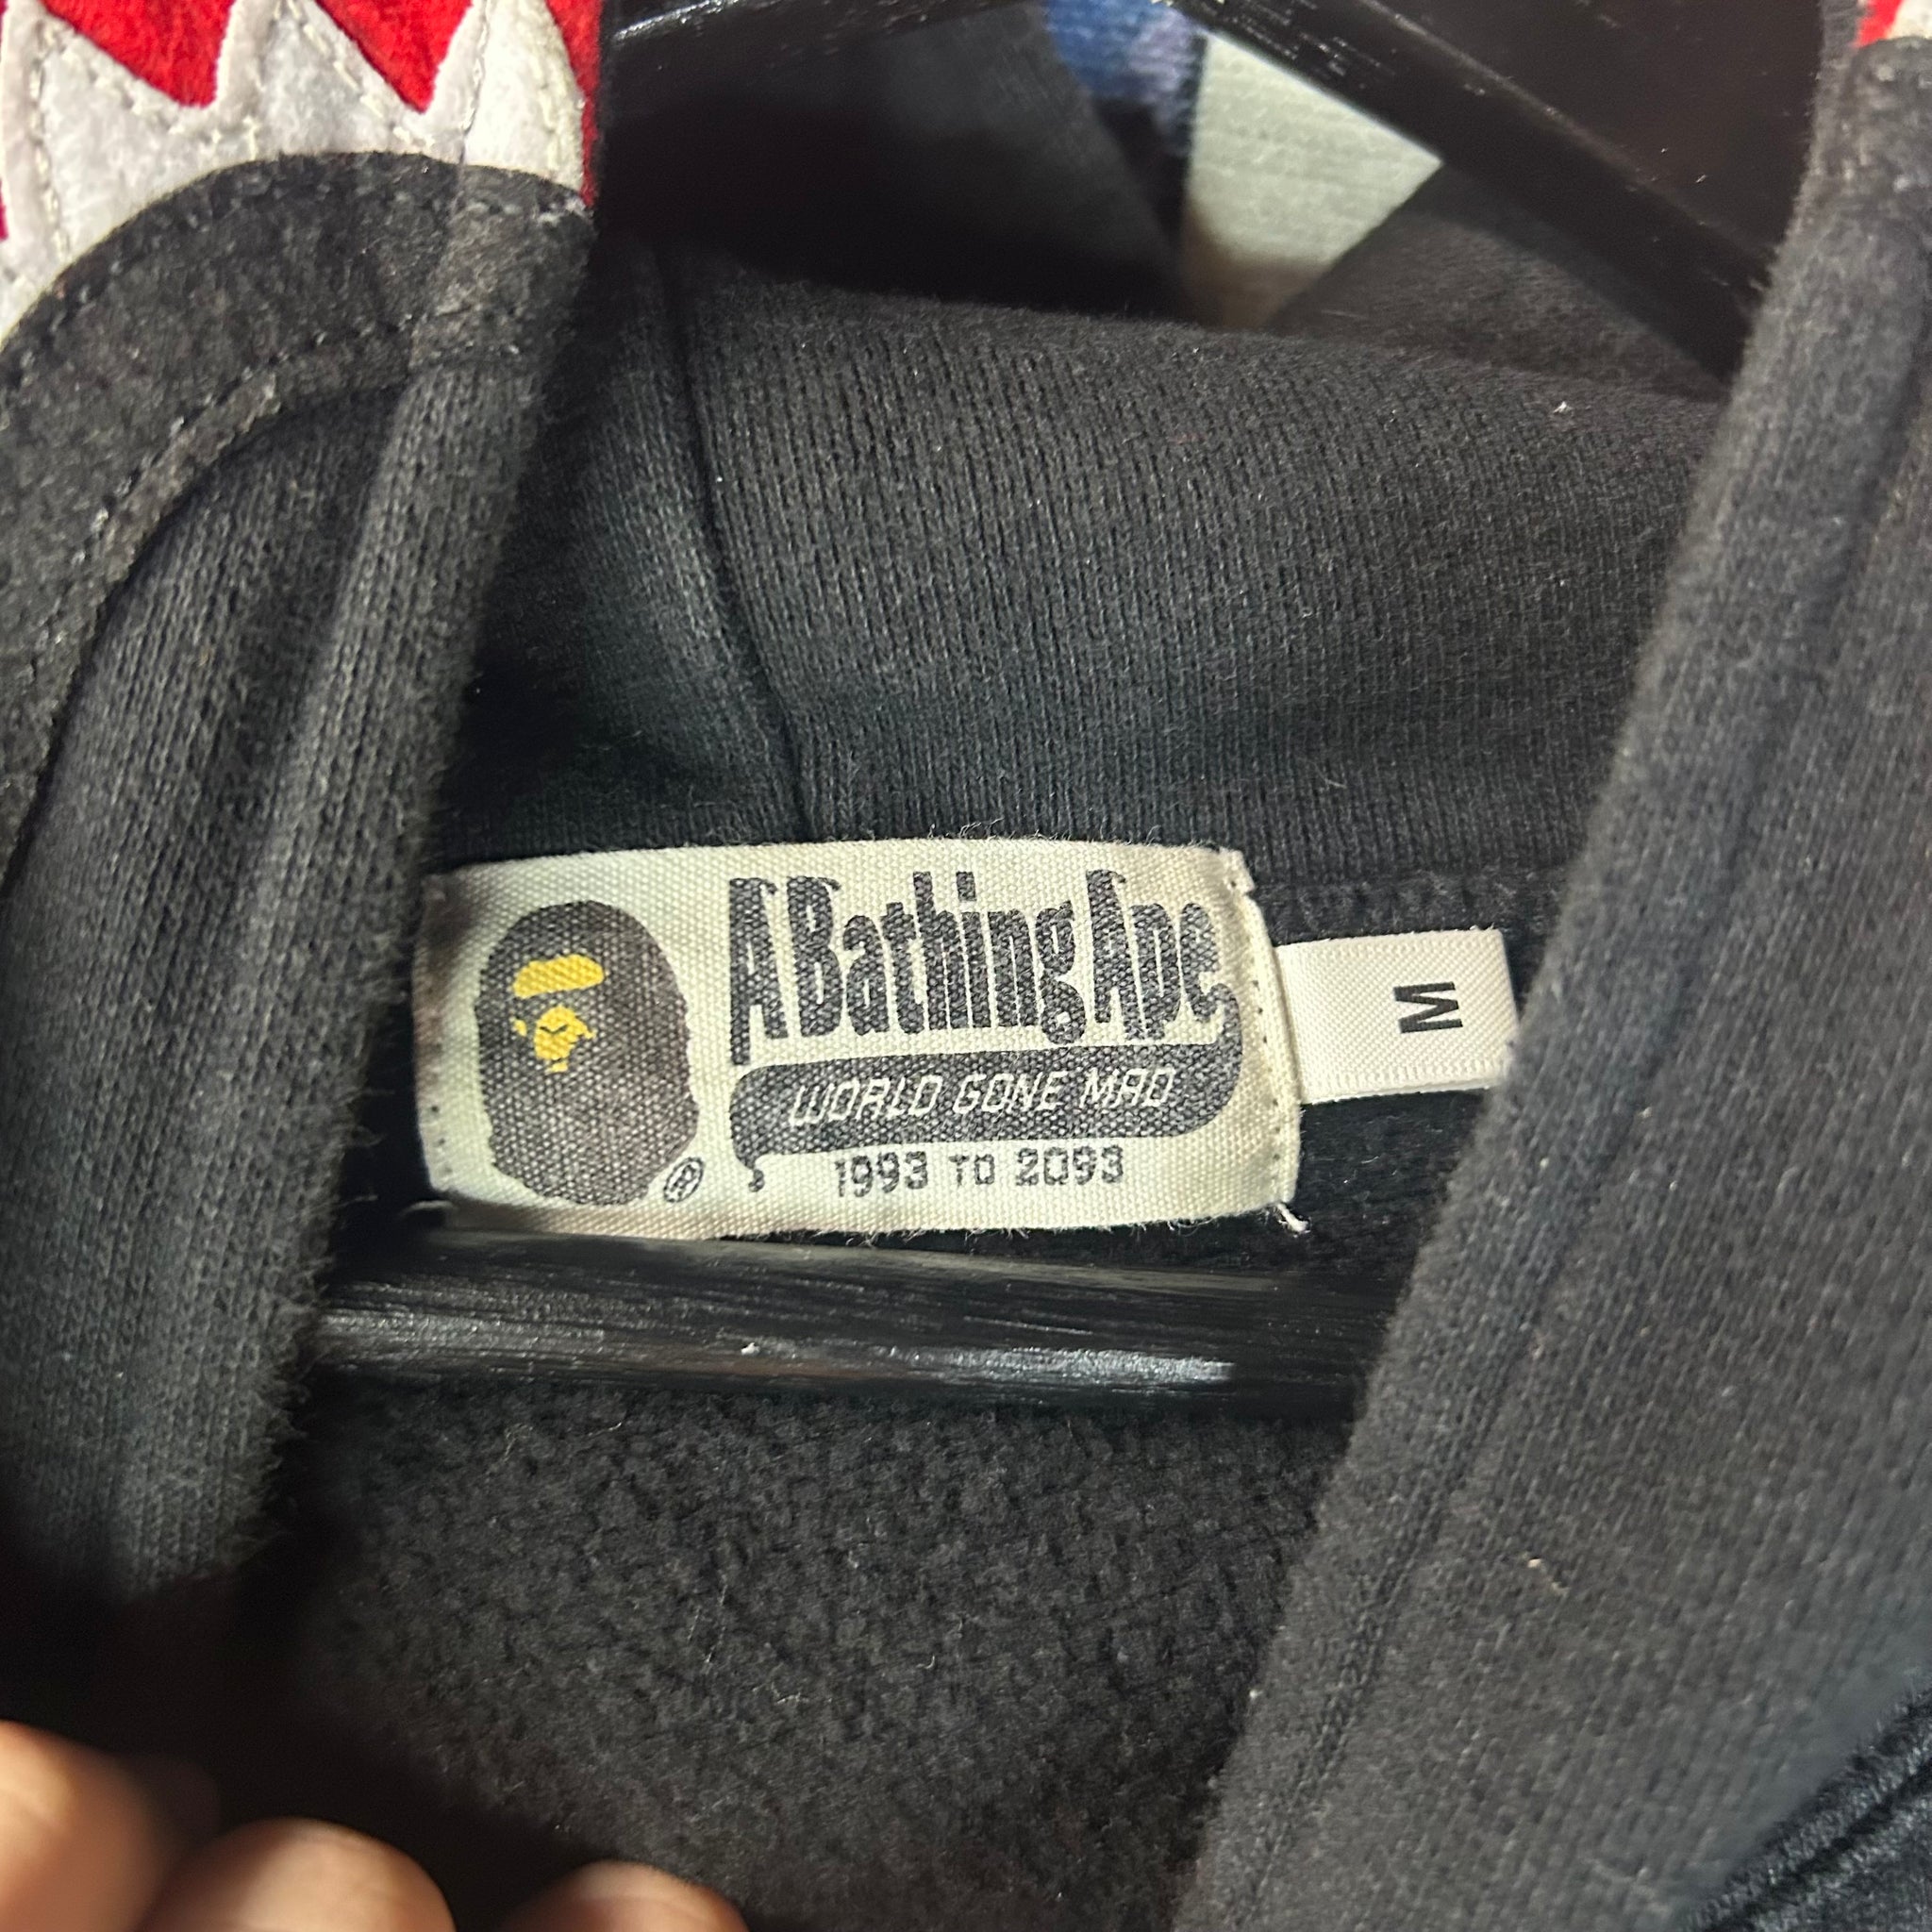 A Bathing Ape
WORLD GONE MAD
1993 TO 2093
®
M